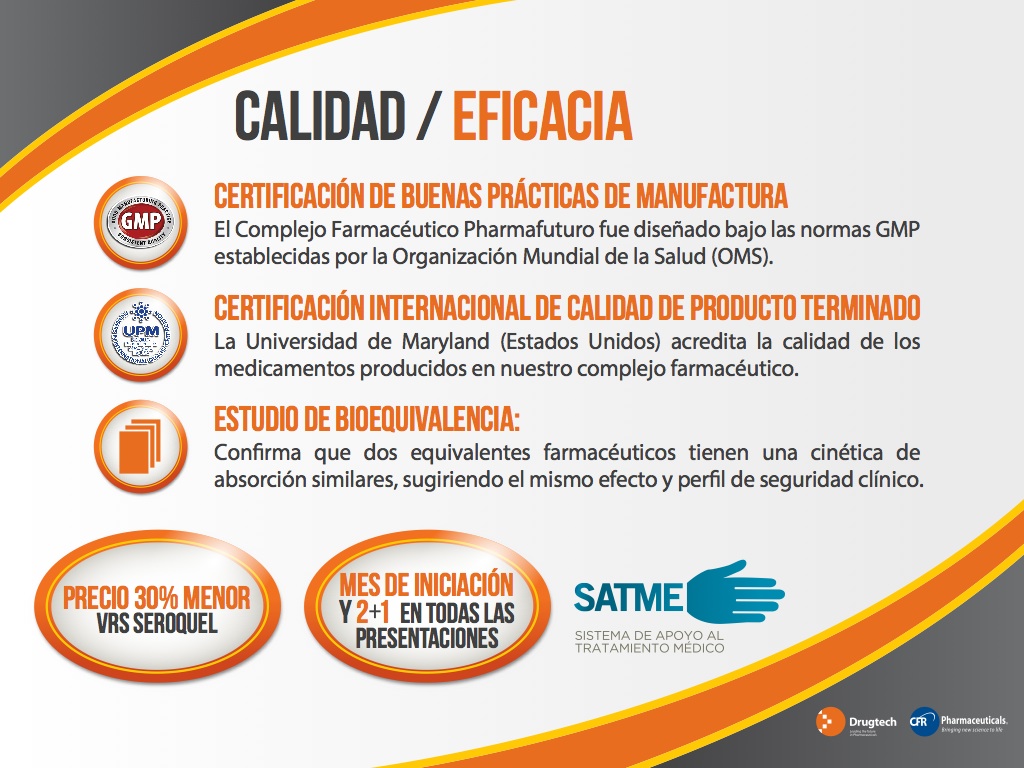 CALIDAD / EFICACIA
CERTIFICACIÓN DE BUENAS PRÁCTICAS DE MANUFACTURA
GMP
El Complejo Farmacéutico Pharmafuturo fue diseñado bajo las normas GMP
establecidas por la Organización Mundial de la Salud (OMS).
CERTIFICACIÓN INTERNACIONAL DE CALIDAD DE PRODUCTO TERMINADO
UPM
La Universidad de Maryland (Estados Unidos) acredita la calidad de los
medicamentos producidos en nuestro complejo farmacéutico.
ESTUDIO DE BIOEQUIVALENCIA:
Confirma que dos equivalentes farmacéuticos tienen una cinética de
absorción similares, sugiriendo el mismo efecto y perfil de seguridad clínico.
PRECIO 30% MENOR
VRS SEROQUEL
MES DE INICIACIÓN
Y 2+1 EN TODAS LAS
PRESENTACIONES
SATME
SISTEMA DE APOYO AL
TRATAMIENTO MÉDICO
Drugtech
CFR Pharmaceuticals.
Bringing new science to life